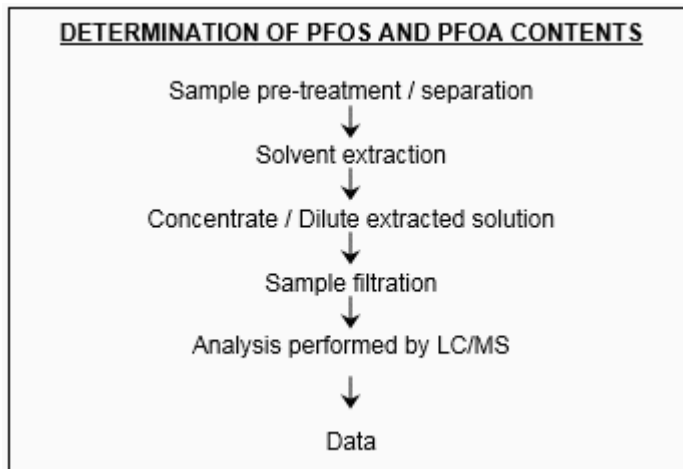 DETERMINATION OF PFOS AND PFOA CONTENTS
Sample pre-treatment / separation
Solvent extraction
Concentrate / Dilute extracted solution
Sample filtration
Analysis performed by LC/MS
Data